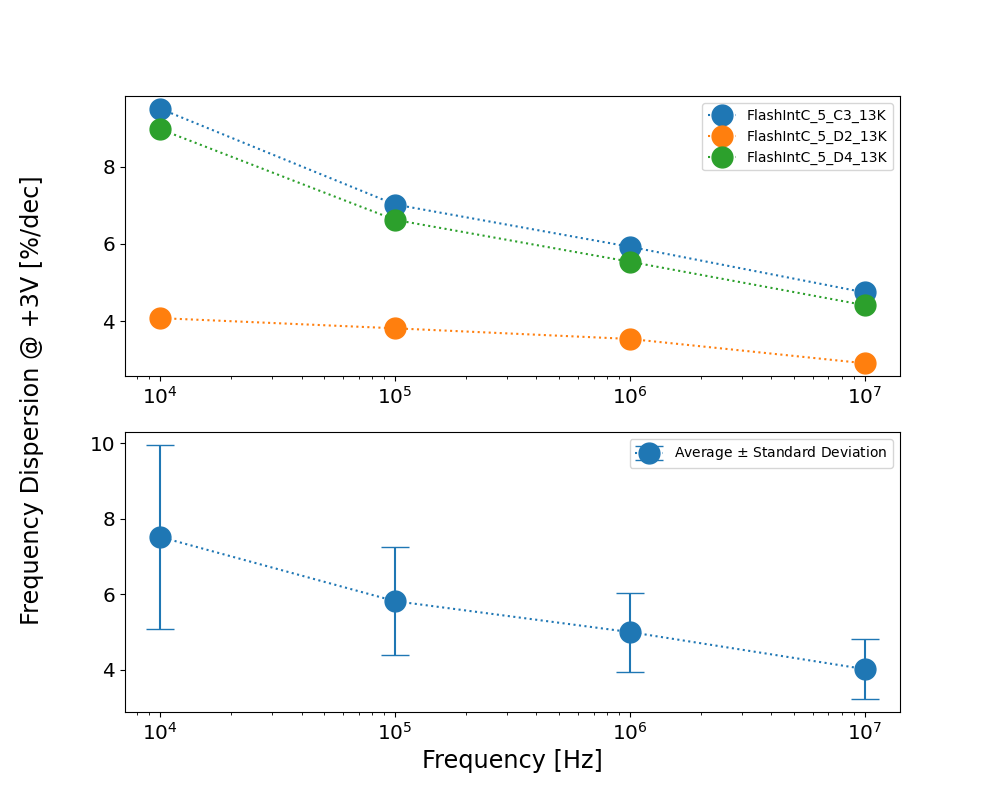 Frequency Dispersion @ +3V [%/dec]
8
6
4
10⁴ 10⁵ 10⁶ 10⁷
FlashIntC_5_C3_13K
FlashIntC_5_D2_13K
FlashIntC_5_D4_13K
10
8
6
4
10⁴ 10⁵ 10⁶ 10⁷
Average ± Standard Deviation
Frequency [Hz]